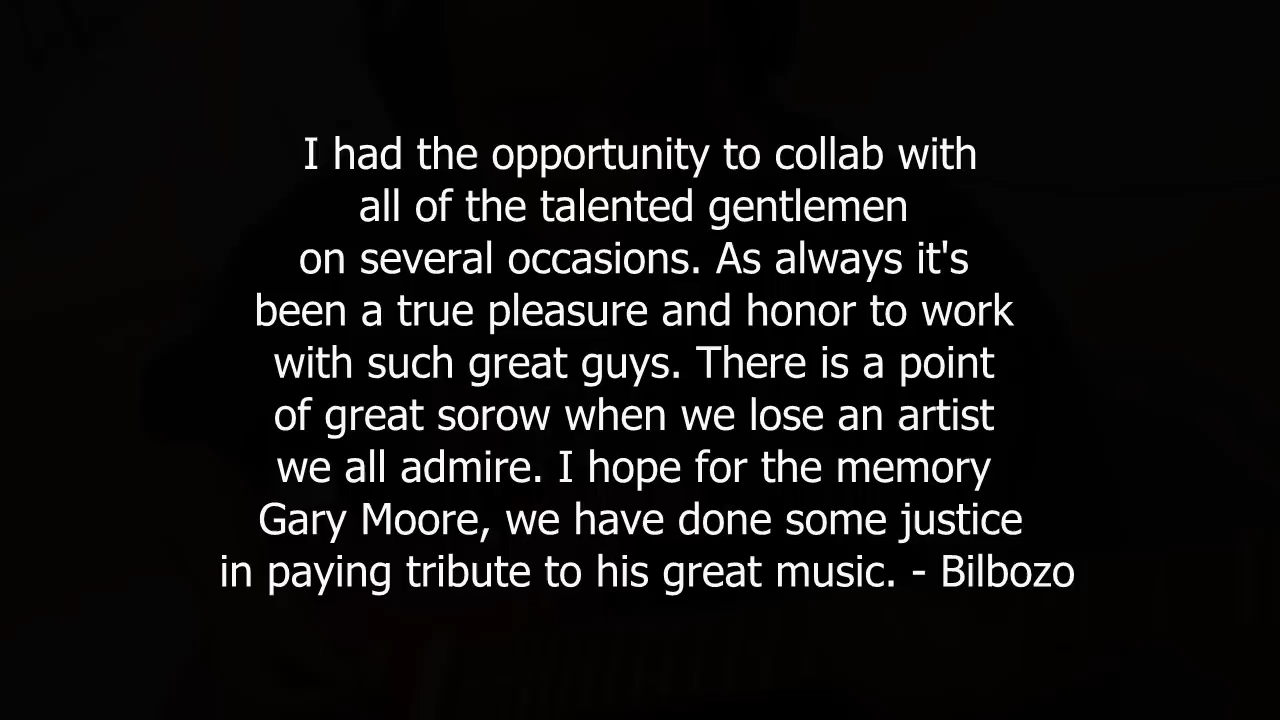 I had the opportunity to collab with
all of the talented gentlemen
on several occasions. As always it's
been a true pleasure and honor to work
with such great guys. There is a point
of great sorow when we lose an artist
we all admire. I hope for the memory
Gary Moore, we have done some justice
in paying tribute to his great music. - Bilbozo